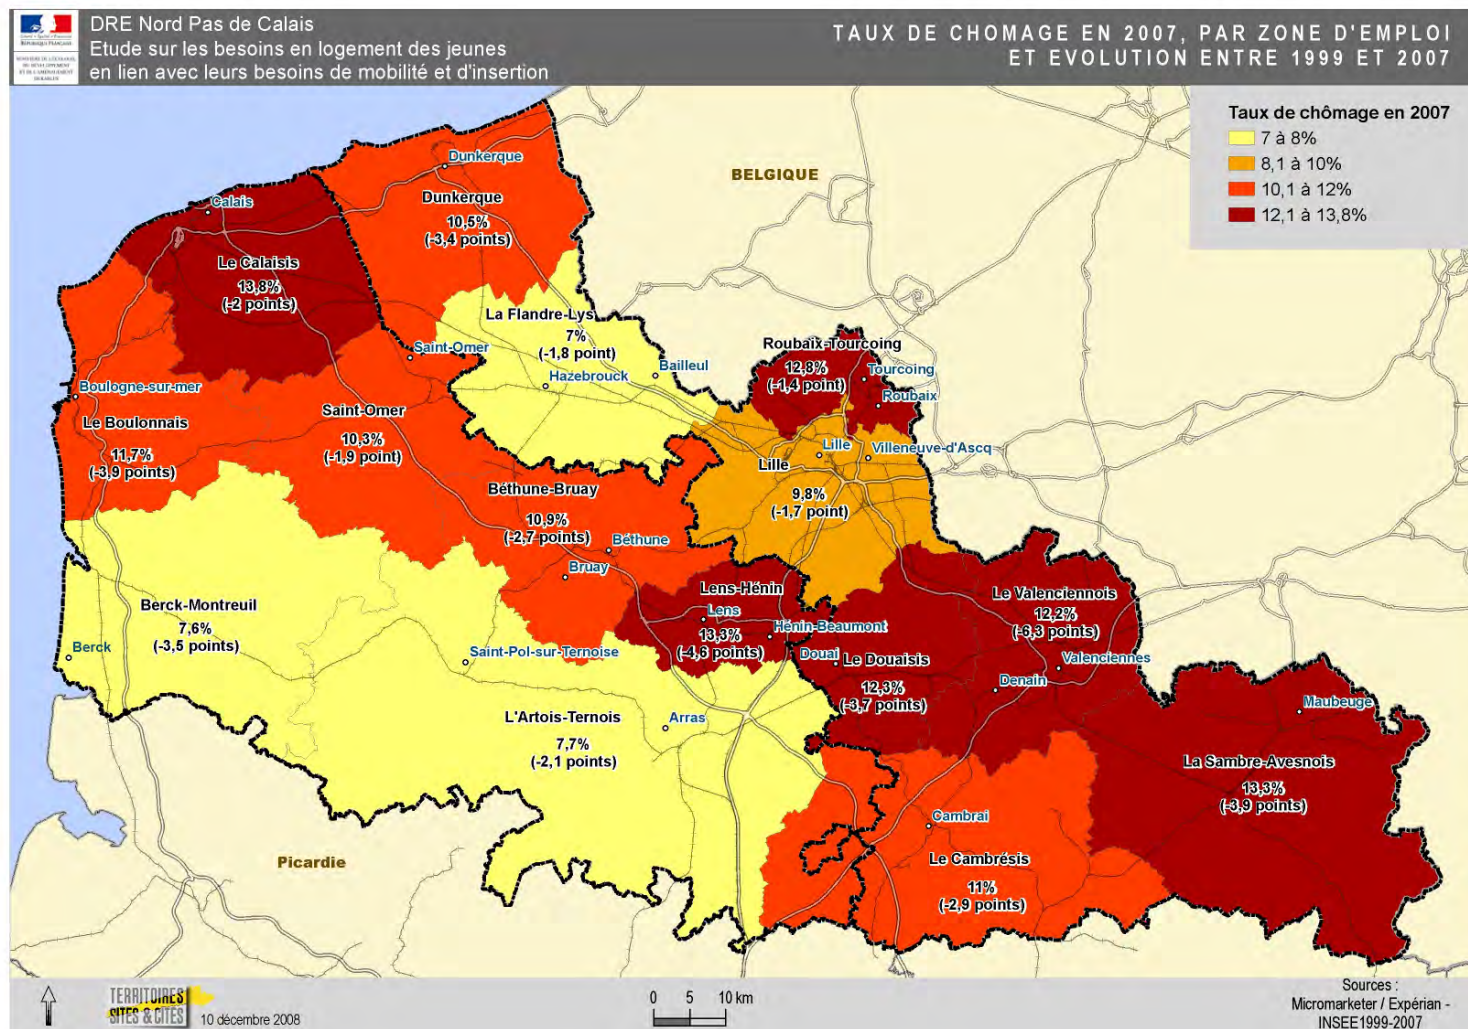 DRE Nord Pas de Calais
Etude sur les besoins en logement des jeunes
en lien avec leurs besoins de mobilité et d'insertion
TAUX DE CHOMAGE EN 2007, PAR ZONE D'EMPLOI
ET EVOLUTION ENTRE 1999 ET 2007
RÉPUBLIQUE FRANÇAISE
Taux de chômage en 2007
7 à 8%
8,1 à 10%
10,1 à 12%
12,1 à 13,8%
BELGIQUE
Dunkerque
Dunkerque
10,5%
(-3,4 points)
Calais
Le Calaisis
13,8%
(-2 points)
La Flandre-Lys
7%
(-1,8 point)
Saint-Omer
Hazebrouck
Bailleul
Roubaix-Tourcoing
12,8%
(-1,4 point)
Tourcoing
Roubaix
Boulogne-sur-mer
Le Boulonnais
11,7%
(-3,9 points)
Saint-Omer
10,3%
(-1,9 point)
Lille
Villeneuve-d'Ascq
Lille
9,8%
(-1,7 point)
Béthune-Bruay
10,9%
(-2,7 points)
Béthune
Bruay
Lens-Hénin
Lens
13,3%
(-4,6 points)
Hénin-Beaumont
Le Valenciennois
12,2%
(-6,3 points)
Valenciennes
Denain
Douai
Le Douaisis
12,3%
(-3,7 points)
Berck-Montreuil
7,6%
(-3,5 points)
Berck
Saint-Pol-sur-Ternoise
L'Artois-Ternois
7,7%
(-2,1 points)
Arras
Maubeuge
La Sambre-Avesnois
13,3%
(-3,9 points)
Cambrai
Le Cambrésis
11%
(-2,9 points)
Picardie
TERRITOIRES
SITES & CITÉS
10 décembre 2008
0 5 10 km
Sources :
Micromarketer / Expérian -
INSEE1999-2007